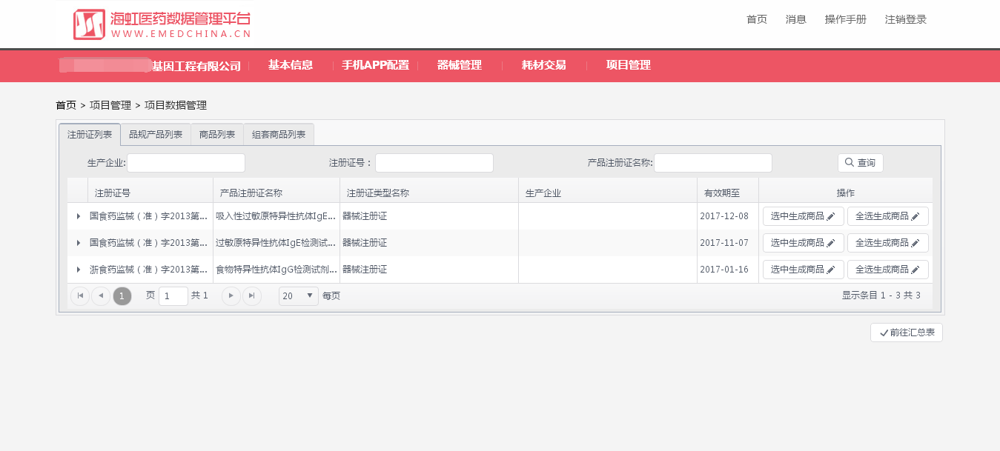 海虹医药数据管理平台
WWW.EMEDCHINA.CN
首页 消息 操作手册 注销登录
基因工程有限公司 基本信息 手机APP配置 器械管理 耗材交易 项目管理
首页 > 项目管理 > 项目数据管理
注册证列表 品规产品列表 商品列表 组套商品列表
生产企业: 注册证号： 产品注册证名称: 查询
注册证号 产品注册证名称 注册证类型名称 生产企业 有效期至 操作
国食药监械（准）字2013第... 吸入性过敏原特异性抗体IgE... 器械注册证 2017-12-08 选中生成商品 全选生成商品
国食药监械（准）字2013第... 过敏原特异性抗体IgE检测试... 器械注册证 2017-11-07 选中生成商品 全选生成商品
浙食药监械（准）字2013第... 食物特异性抗体IgG检测试剂... 器械注册证 2017-01-16 选中生成商品 全选生成商品
1 页 1 共 1 20 每页 显示条目 1 - 3 共 3
前往汇总表